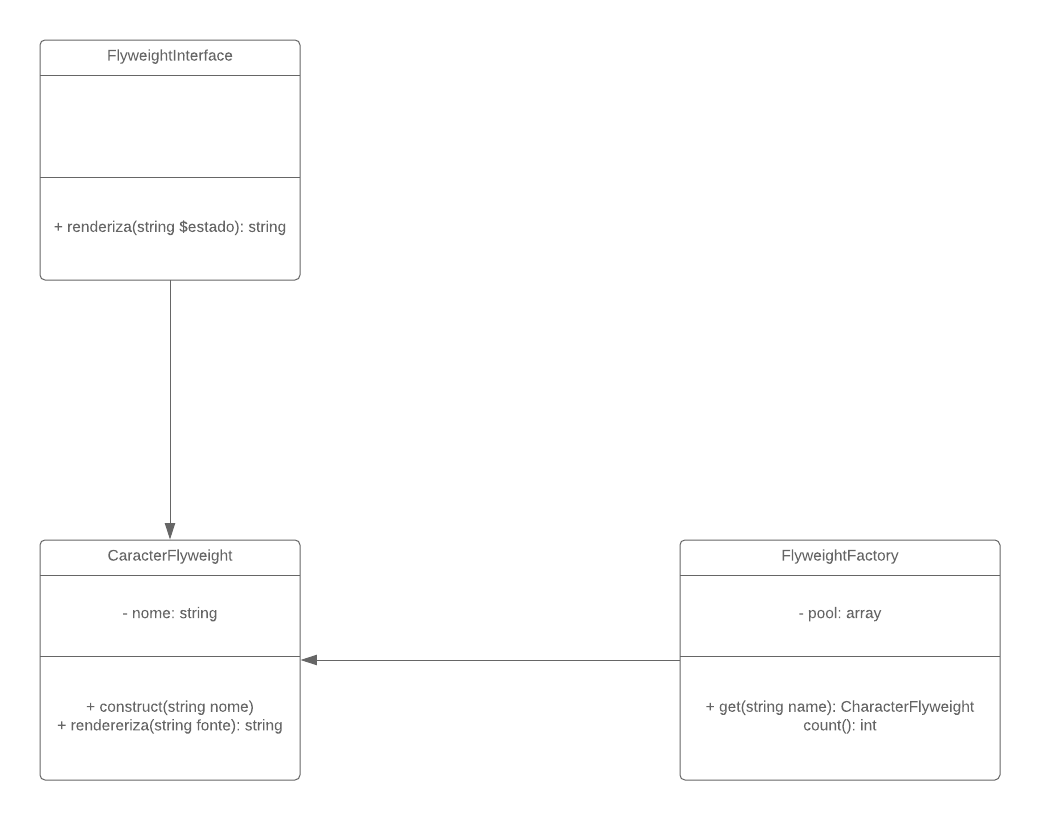 FlyweightInterface
+ renderiza(string $estado): string
CaracterFlyweight
- nome: string
+ construct(string nome)
+ rendereriza(string fonte): string
FlyweightFactory
- pool: array
+ get(string name): CharacterFlyweight
count(): int